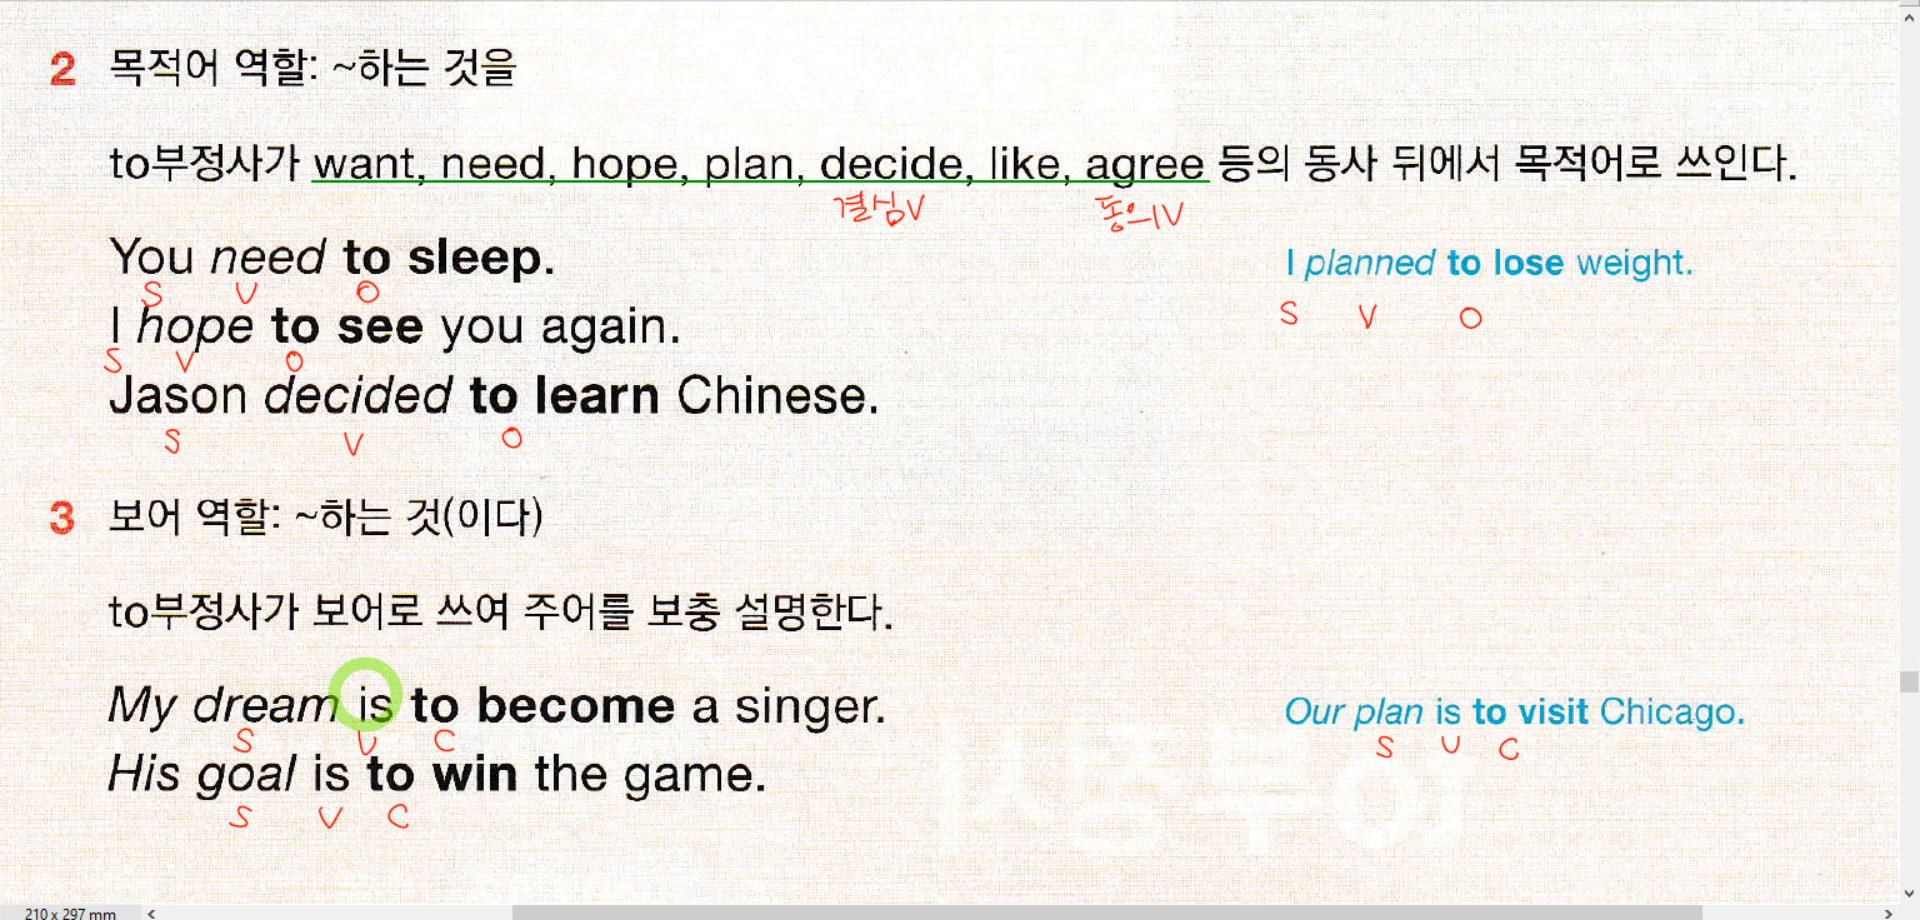 2 목적어 역할: ~하는 것을
to부정사가 want, need, hope, plan, decide, like, agree 등의 동사 뒤에서 목적어로 쓰인다.
결심V 동의V
You need to sleep. I planned to lose weight.
S V O S V O
I hope to see you again.
S V O
Jason decided to learn Chinese.
S V O
3 보어 역할: ~하는 것(이다)
to부정사가 보어로 쓰여 주어를 보충 설명한다.
My dream is to become a singer. Our plan is to visit Chicago.
S V C S V C
His goal is to win the game.
S V C
210 x 297 mm